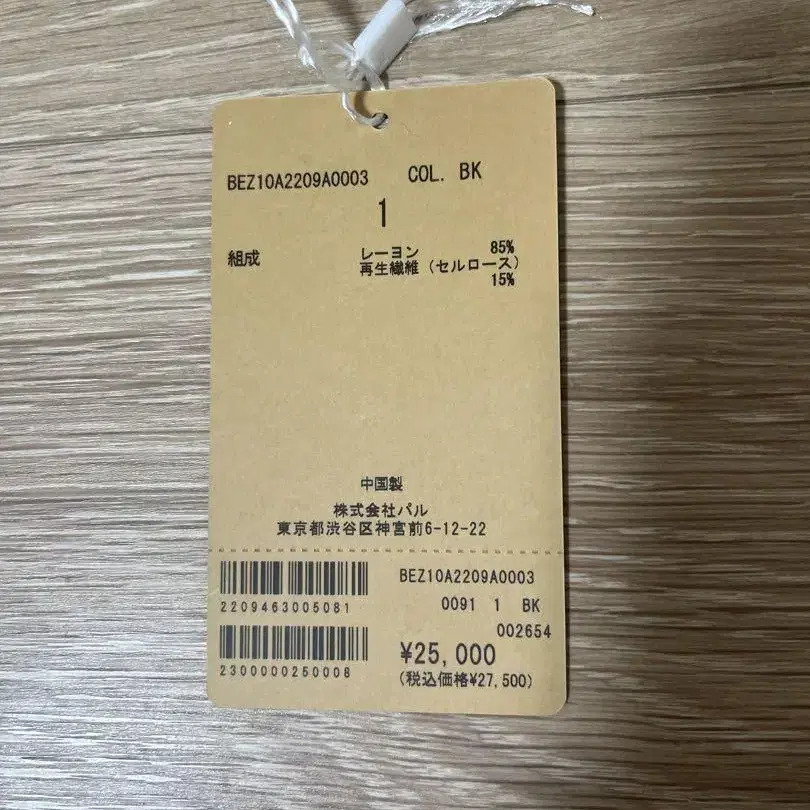 BEZ10A2209A0003 COL. BK
1
組成 レーヨン 85%
再生繊維(セルロース)
15%
中国製
株式会社パル
東京都渋谷区神宮前6-12-22
BEZ10A2209A0003
2209463005081 0091 1 BK
002654
¥25,000
2300000250008 (税込価格¥27,500)